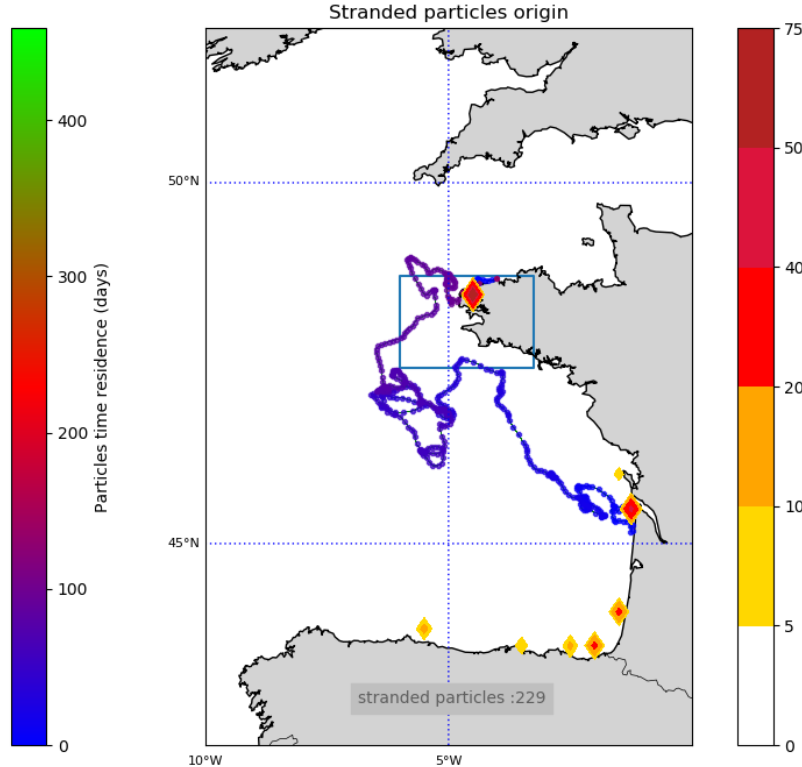 Stranded particles origin
400
300
200
100
0
Particles time residence (days)
50°N
45°N
10°W
5°W
stranded particles :229
75
50
40
20
10
5
0